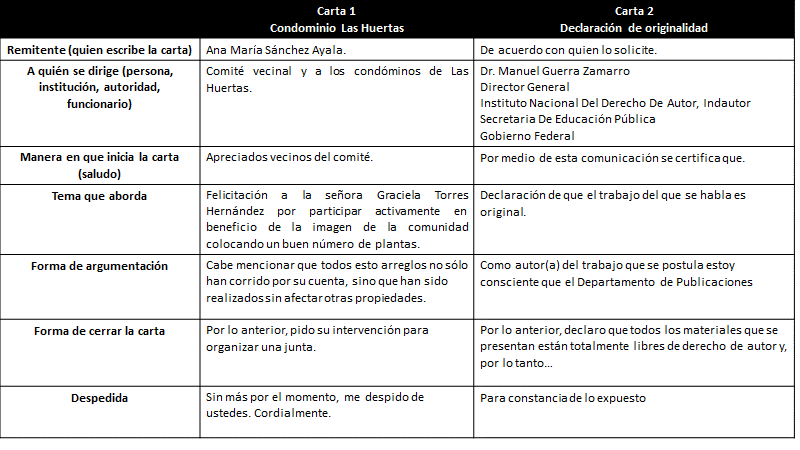 Carta 1
Condominio Las Huertas
Carta 2
Declaración de originalidad
Remitente (quien escribe la carta)
Ana María Sánchez Ayala.
De acuerdo con quien lo solicite.
A quién se dirige (persona,
institución, autoridad,
funcionario)
Comité vecinal y a los condóminos de Las
Huertas.
Dr. Manuel Guerra Zamarro
Director General
Instituto Nacional Del Derecho De Autor, Indautor
Secretaria De Educación Pública
Gobierno Federal
Manera en que inicia la carta
(saludo)
Apreciados vecinos del comité.
Por medio de esta comunicación se certifica que.
Tema que aborda
Felicitación a la señora Graciela Torres
Hernández por participar activamente en
beneficio de la imagen de la comunidad
colocando un buen número de plantas.
Declaración de que el trabajo del que se habla es
original.
Forma de argumentación
Cabe mencionar que todos esto arreglos no sólo
han corrido por su cuenta, sino que han sido
realizados sin afectar otras propiedades.
Como autor(a) del trabajo que se postula estoy
consciente que el Departamento de Publicaciones
Forma de cerrar la carta
Por lo anterior, pido su intervención para
organizar una junta.
Por lo anterior, declaro que todos los materiales que se
presentan están totalmente libres de derecho de autor y,
por lo tanto...
Despedida
Sin más por el momento, me despido de
ustedes. Cordialmente.
Para constancia de lo expuesto